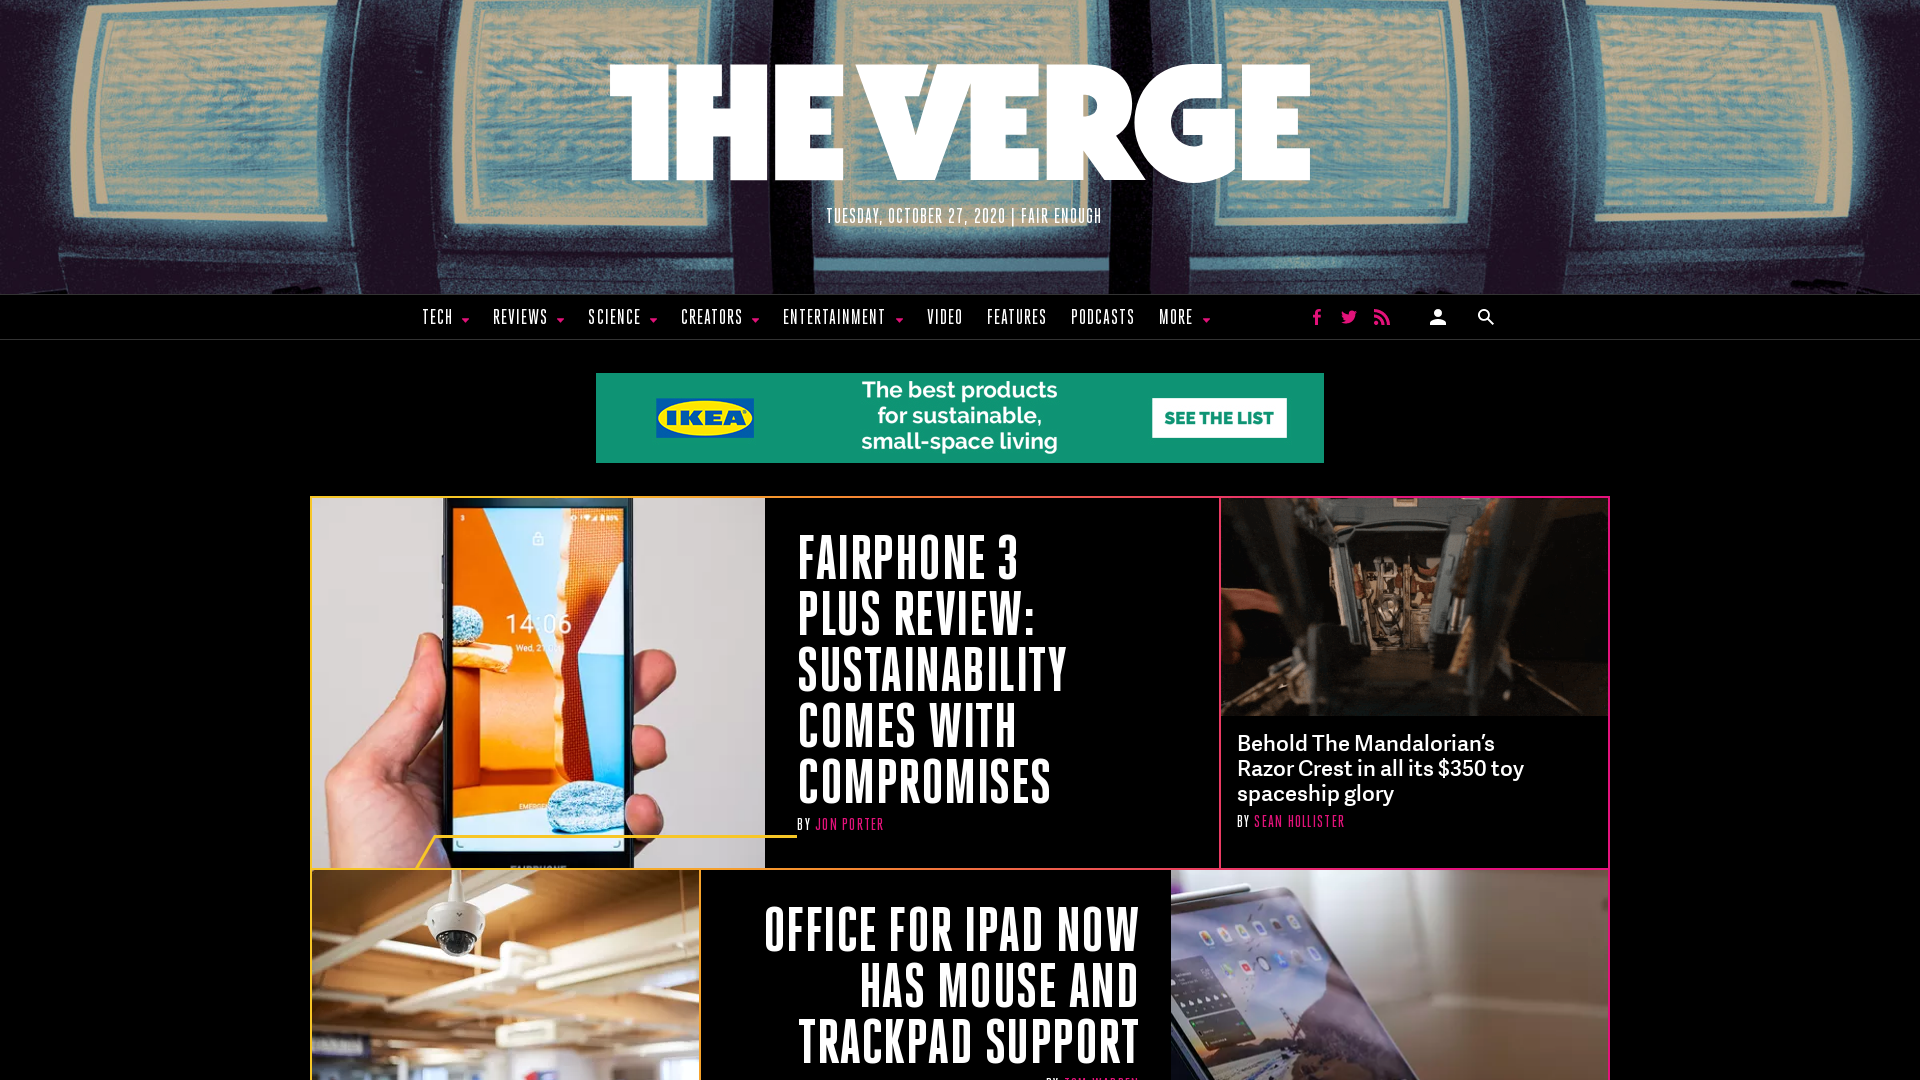 THE VERGE
TUESDAY, OCTOBER 27, 2020 | FAIR ENOUGH
TECH REVIEWS SCIENCE CREATORS ENTERTAINMENT VIDEO FEATURES PODCASTS MORE
IKEA
The best products
for sustainable,
small-space living
SEE THE LIST
14:06
FAIRPHONE 3
PLUS REVIEW:
SUSTAINABILITY
COMES WITH
COMPROMISES
BY JON PORTER
Behold The Mandalorian’s
Razor Crest in all its $350 toy
spaceship glory
BY SEAN HOLLISTER
OFFICE FOR IPAD NOW
HAS MOUSE AND
TRACKPAD SUPPORT